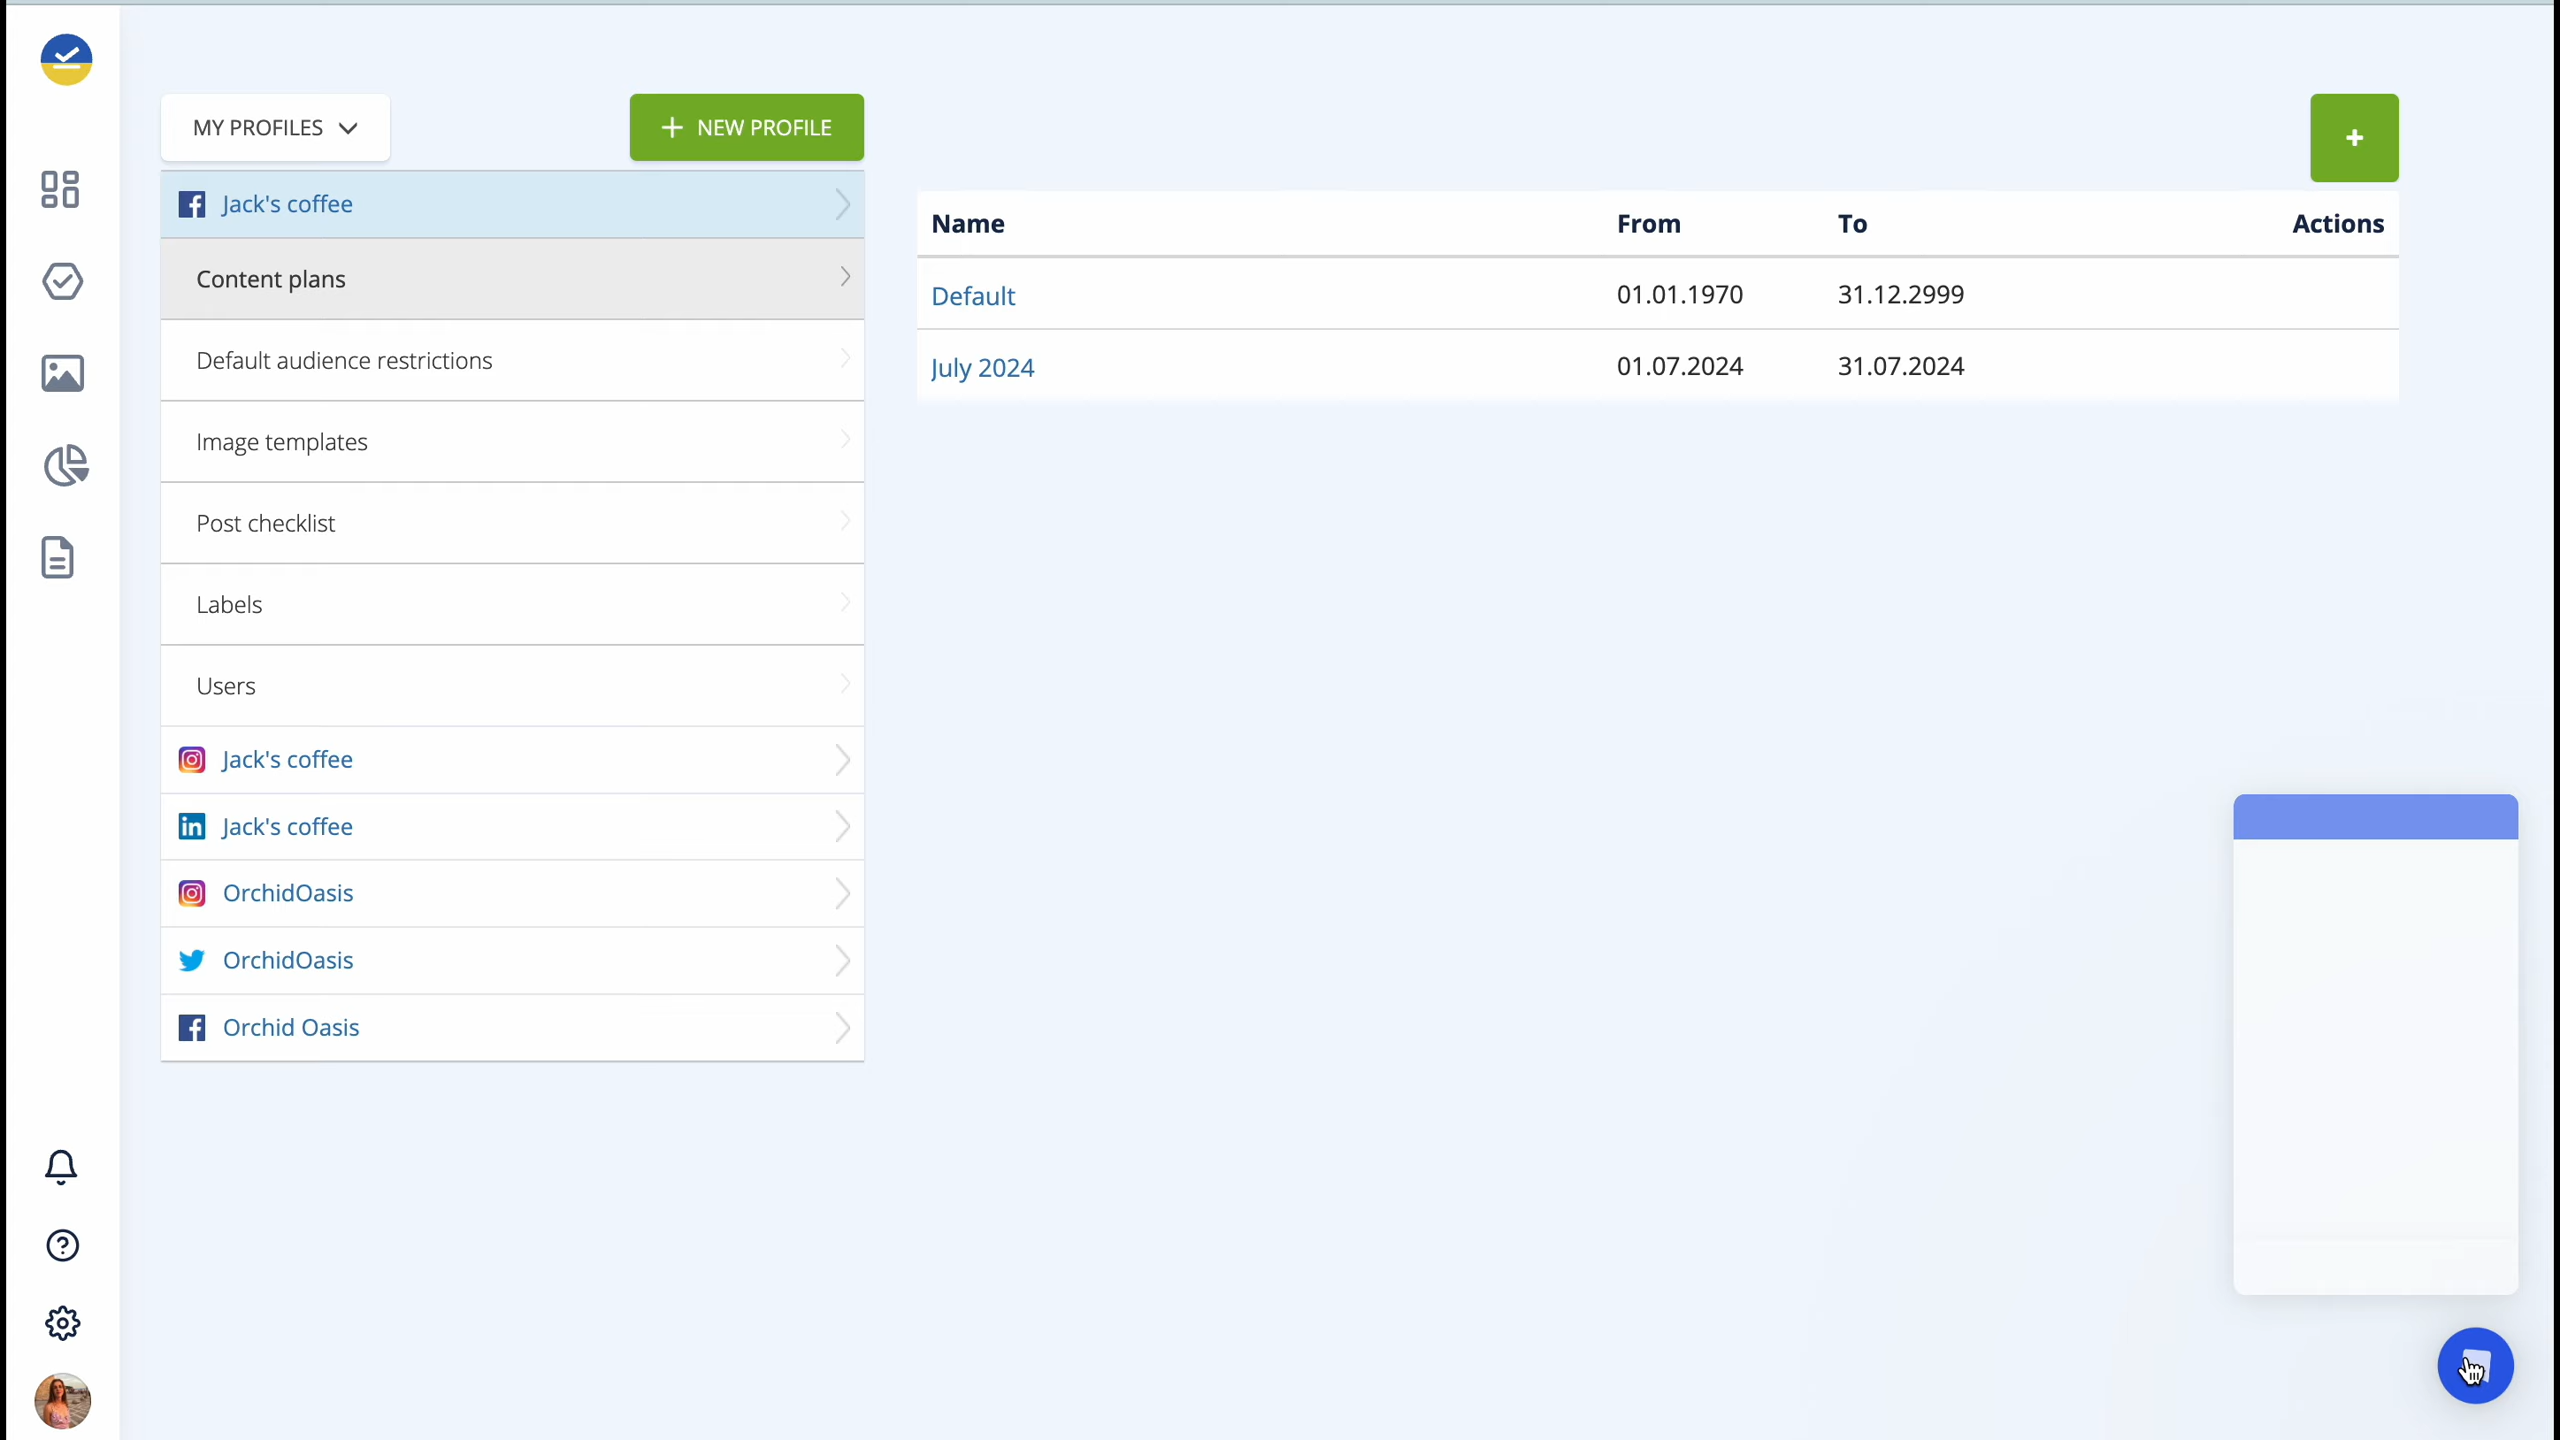 MY PROFILES
+ NEW PROFILE
+
Jack's coffee
Content plans
Default audience restrictions
Image templates
Post checklist
Labels
Users
Jack's coffee
Jack's coffee
OrchidOasis
OrchidOasis
Orchid Oasis
Name From To Actions
Default 01.01.1970 31.12.2999
July 2024 01.07.2024 31.07.2024